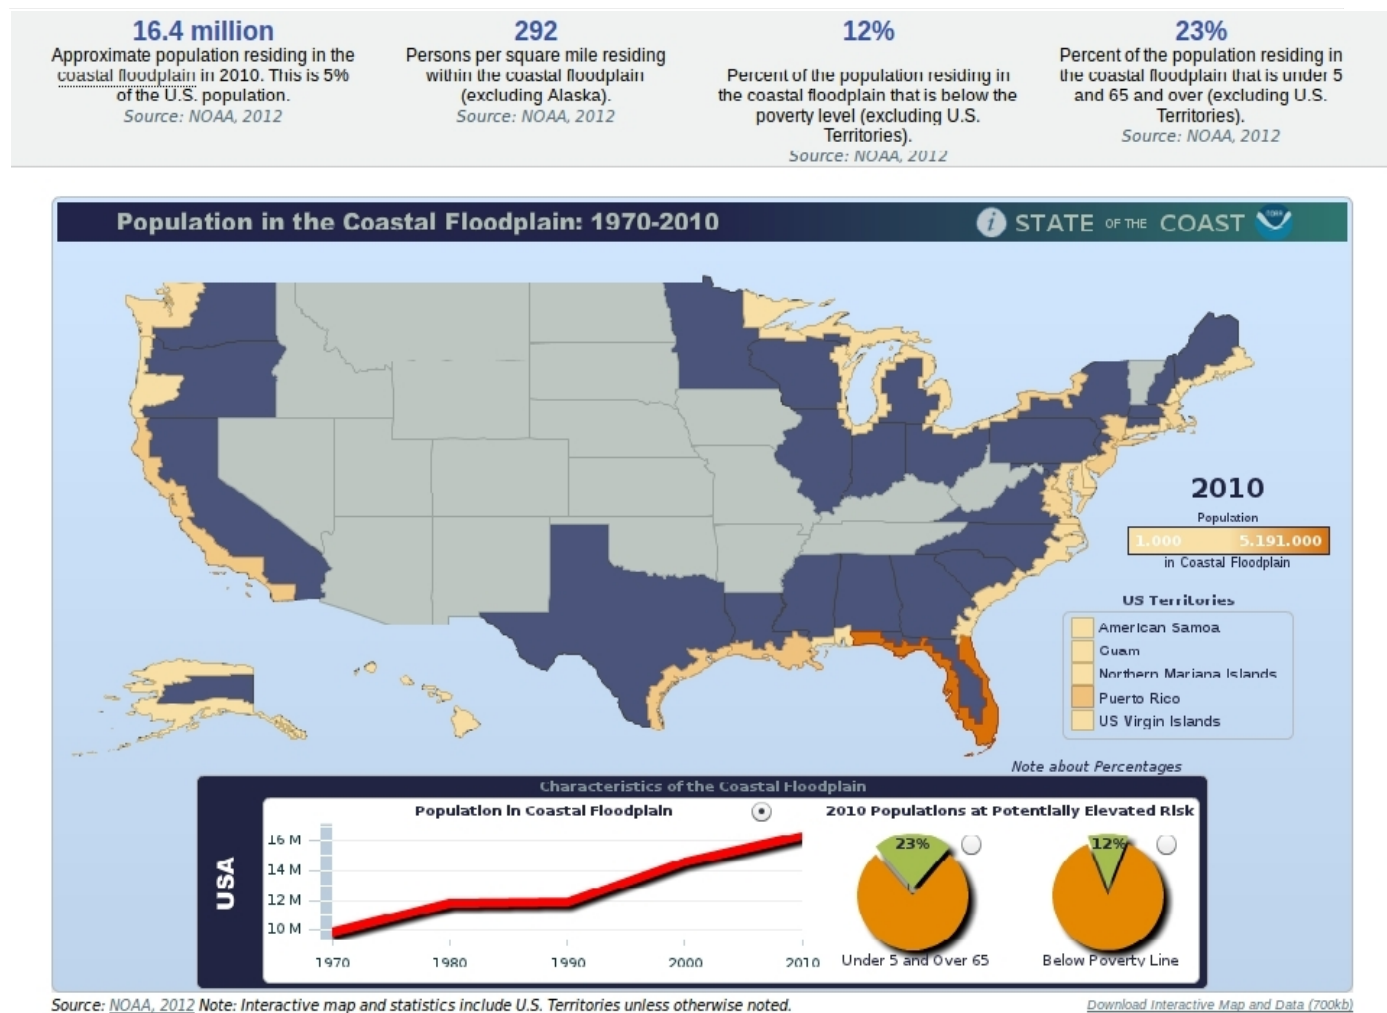 16.4 million
Approximate population residing in the
coastal floodplain in 2010. This is 5%
of the U.S. population.
Source: NOAA, 2012
292
Persons per square mile residing
within the coastal floodplain
(excluding Alaska).
Source: NOAA, 2012
12%
Percent of the population residing in
the coastal floodplain that is below the
poverty level (excluding U.S.
Territories).
Source: NOAA, 2012
23%
Percent of the population residing in
the coastal floodplain that is under 5
and 65 and over (excluding U.S.
Territories).
Source: NOAA, 2012
Population in the Coastal Floodplain: 1970-2010
i STATE OF THE COAST NOAA
2010
Population
1.000 5.191.000
in Coastal Floodplain
US Territories
American Samoa
Guam
Northern Mariana Islands
Puerto Rico
US Virgin Islands
Note about Percentages
Characteristics of the Coastal Floodplain
USA
Population in Coastal Floodplain
16 M
14 M
12 M
10 M
1970 1980 1990 2000 2010
2010 Populations at Potentially Elevated Risk
23%
Under 5 and Over 65
12%
Below Poverty Line
Source: NOAA, 2012 Note: Interactive map and statistics include U.S. Territories unless otherwise noted.
Download Interactive Map and Data (700kb)